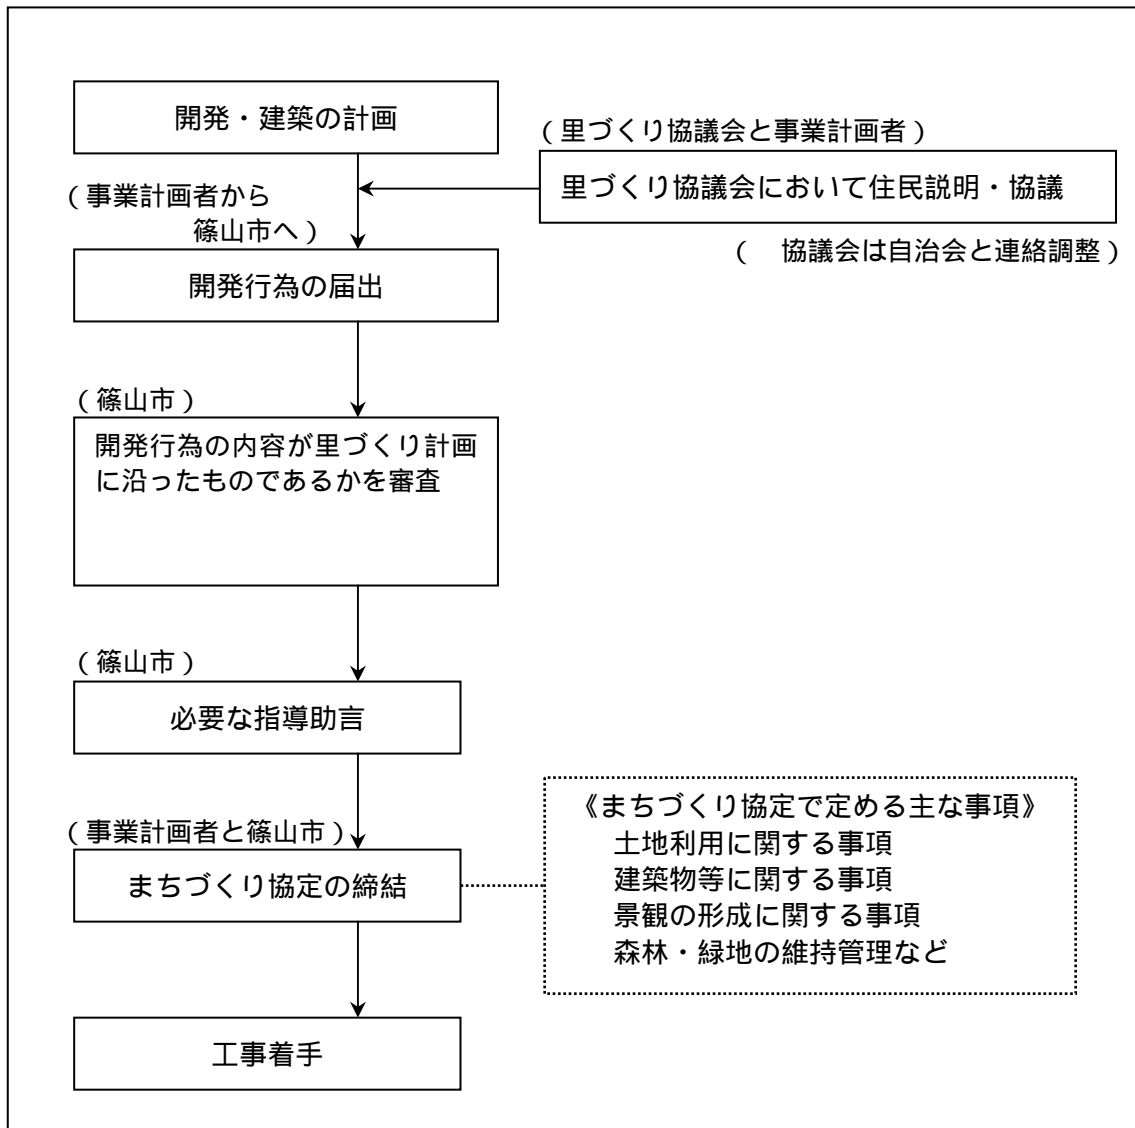 開発・建築の計画
（里づくり協議会と事業計画者）
里づくり協議会において住民説明・協議
（事業計画者から
篠山市へ）
（　協議会は自治会と連絡調整）
開発行為の届出
（篠山市）
開発行為の内容が里づくり計画
に沿ったものであるかを審査
（篠山市）
必要な指導助言
（事業計画者と篠山市）
まちづくり協定の締結
《まちづくり協定で定める主な事項》
土地利用に関する事項
建築物等に関する事項
景観の形成に関する事項
森林・緑地の維持管理など
工事着手